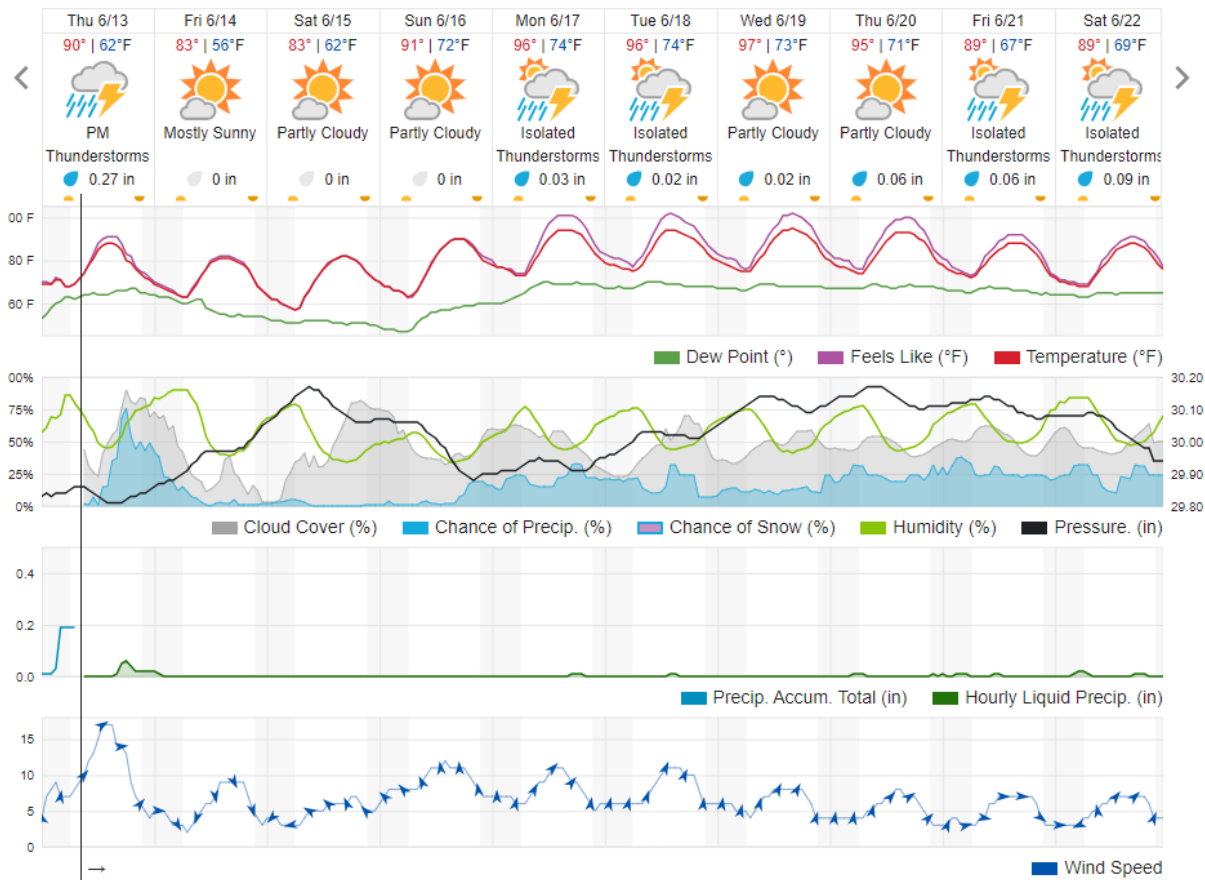 Thu 6/13 Fri 6/14 Sat 6/15 Sun 6/16 Mon 6/17 Tue 6/18 Wed 6/19 Thu 6/20 Fri 6/21 Sat 6/22
90° | 62°F 83° | 56°F 83° | 62°F 91° | 72°F 96° | 74°F 96° | 74°F 97° | 73°F 95° | 71°F 89° | 67°F 89° | 69°F
PM Mostly Sunny Partly Cloudy Partly Cloudy Isolated Isolated Partly Cloudy Partly Cloudy Isolated Isolated
Thunderstorms Thunderstorms Thunderstorms Thunderstorms Thunderstorms
0.27 in 0 in 0 in 0 in 0.03 in 0.02 in 0.02 in 0.06 in 0.06 in 0.09 in
00 F
80 F
60 F
Dew Point (°) Feels Like (°F) Temperature (°F)
00% 30.20
75% 30.10
50% 30.00
25% 29.90
0% 29.80
Cloud Cover (%) Chance of Precip. (%) Chance of Snow (%) Humidity (%) Pressure. (in)
0.4
0.2
0.0
Precip. Accum. Total (in) Hourly Liquid Precip. (in)
15
10
5
0
→ Wind Speed